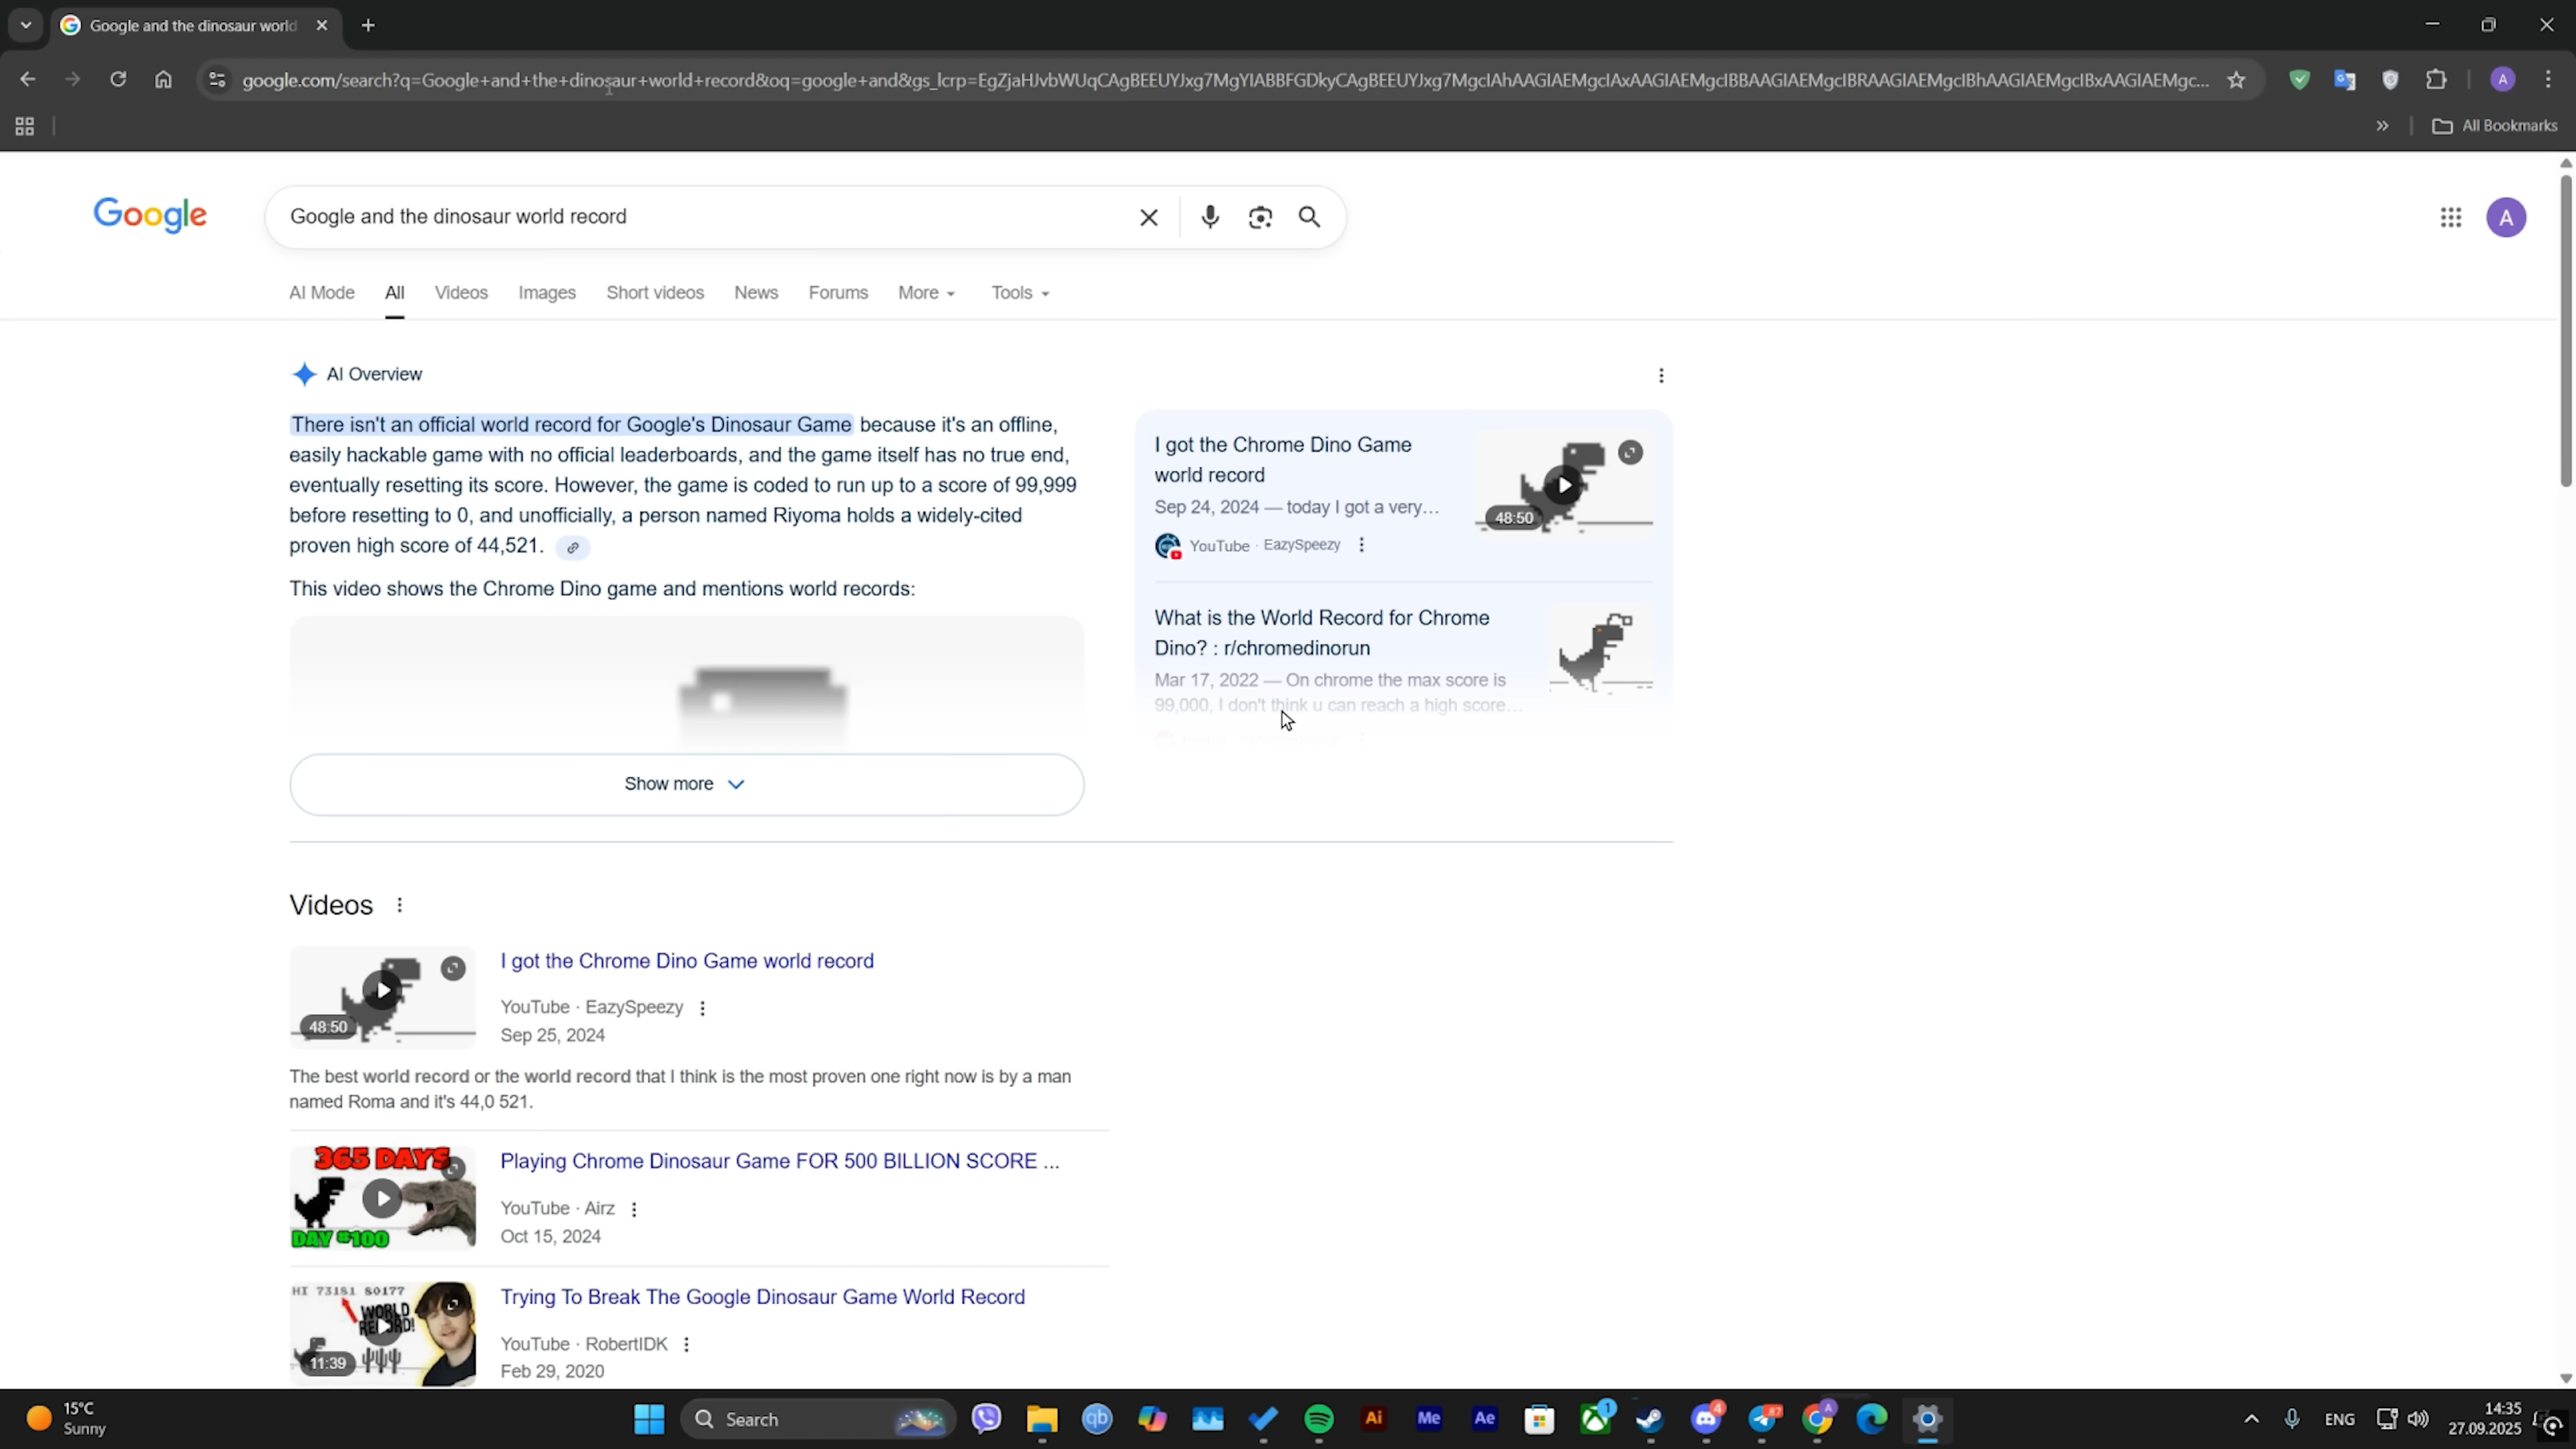 Google and the dinosaur world
google.com/search?q=Google+and+the+dinosaur+world+record&oq=google+and&gs_lcrp=EgZjaHJvbWUqCAgBEEUYJxg7MgYIABBFGDkyCAgBEEUYJxg7MgcIAhAAGIAEMgcIAxAAGIAEMgcIBBAAGIAEMgcIBRAAGIAEMgcIBhAAGIAEMgcIBxAAGIAEMgc...
A
All Bookmarks
Google
Google and the dinosaur world record
A
AI Mode All Videos Images Short videos News Forums More Tools
AI Overview
There isn't an official world record for Google's Dinosaur Game because it's an offline,
easily hackable game with no official leaderboards, and the game itself has no true end,
eventually resetting its score. However, the game is coded to run up to a score of 99,999
before resetting to 0, and unofficially, a person named Riyoma holds a widely-cited
proven high score of 44,521.
This video shows the Chrome Dino game and mentions world records:
Show more
I got the Chrome Dino Game
world record
Sep 24, 2024 — today I got a very...
48:50
YouTube · EazySpeezy
What is the World Record for Chrome
Dino? : r/chromedinorun
Mar 17, 2022 — On chrome the max score is
99,000, I don't think u can reach a high score...
Videos
48:50
I got the Chrome Dino Game world record
YouTube · EazySpeezy
Sep 25, 2024
The best world record or the world record that I think is the most proven one right now is by a man
named Roma and it's 44,0 521.
365 DAYS
DAY #100
Playing Chrome Dinosaur Game FOR 500 BILLION SCORE ...
YouTube · Airz
Oct 15, 2024
HI 73181 80177
WORLD
RECORD!
11:39
Trying To Break The Google Dinosaur Game World Record
YouTube · RobertIDK
Feb 29, 2020
15°C
Sunny
Search
qb
Ai
Me
Ae
1
4
87
A
ENG
14:35
27.09.2025